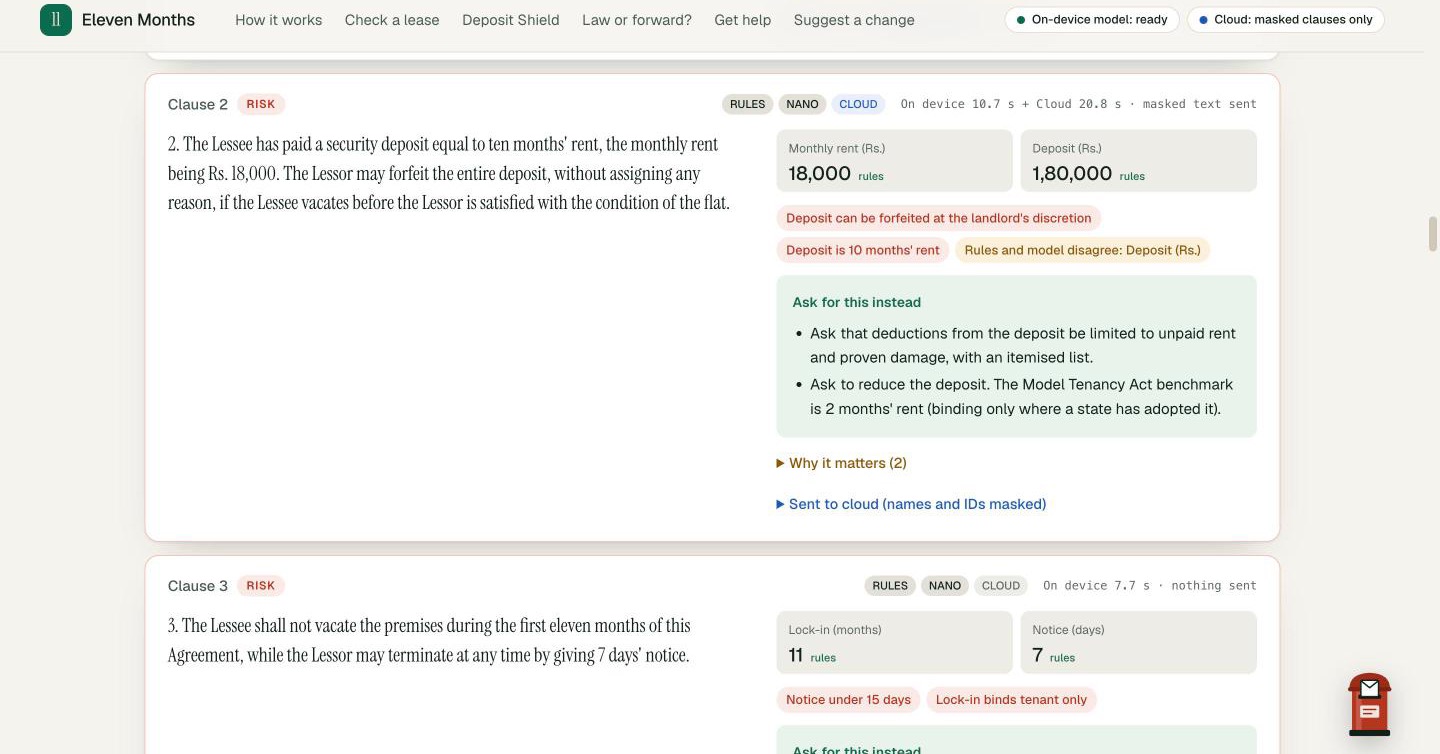 11 Eleven Months How it works Check a lease Deposit Shield Law or forward? Get help Suggest a change On-device model: ready Cloud: masked clauses only
Clause 2 RISK RULES NANO CLOUD On device 10.7 s + Cloud 20.8 s · masked text sent
2. The Lessee has paid a security deposit equal to ten months' rent, the monthly rent
being Rs. 18,000. The Lessor may forfeit the entire deposit, without assigning any
reason, if the Lessee vacates before the Lessor is satisfied with the condition of the flat.
Monthly rent (Rs.) Deposit (Rs.)
18,000 rules 1,80,000 rules
Deposit can be forfeited at the landlord's discretion
Deposit is 10 months' rent Rules and model disagree: Deposit (Rs.)
Ask for this instead
• Ask that deductions from the deposit be limited to unpaid rent
and proven damage, with an itemised list.
• Ask to reduce the deposit. The Model Tenancy Act benchmark
is 2 months' rent (binding only where a state has adopted it).
▶ Why it matters (2)
▶ Sent to cloud (names and IDs masked)
Clause 3 RISK RULES NANO CLOUD On device 7.7 s · nothing sent
3. The Lessee shall not vacate the premises during the first eleven months of this
Agreement, while the Lessor may terminate at any time by giving 7 days' notice.
Lock-in (months) Notice (days)
11 rules 7 rules
Notice under 15 days Lock-in binds tenant only
Ask for this instead